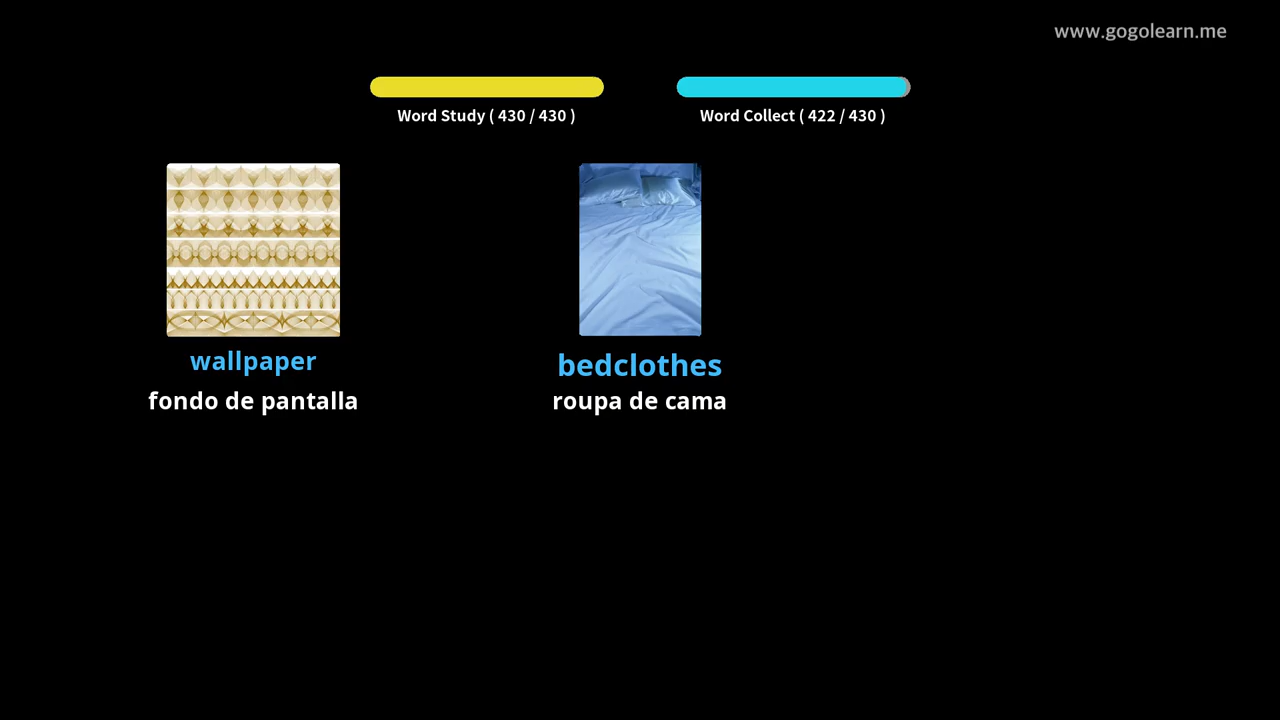 www.gogolearn.me
Word Study ( 430 / 430 )
Word Collect ( 422 / 430 )
wallpaper
fondo de pantalla
bedclothes
roupa de cama